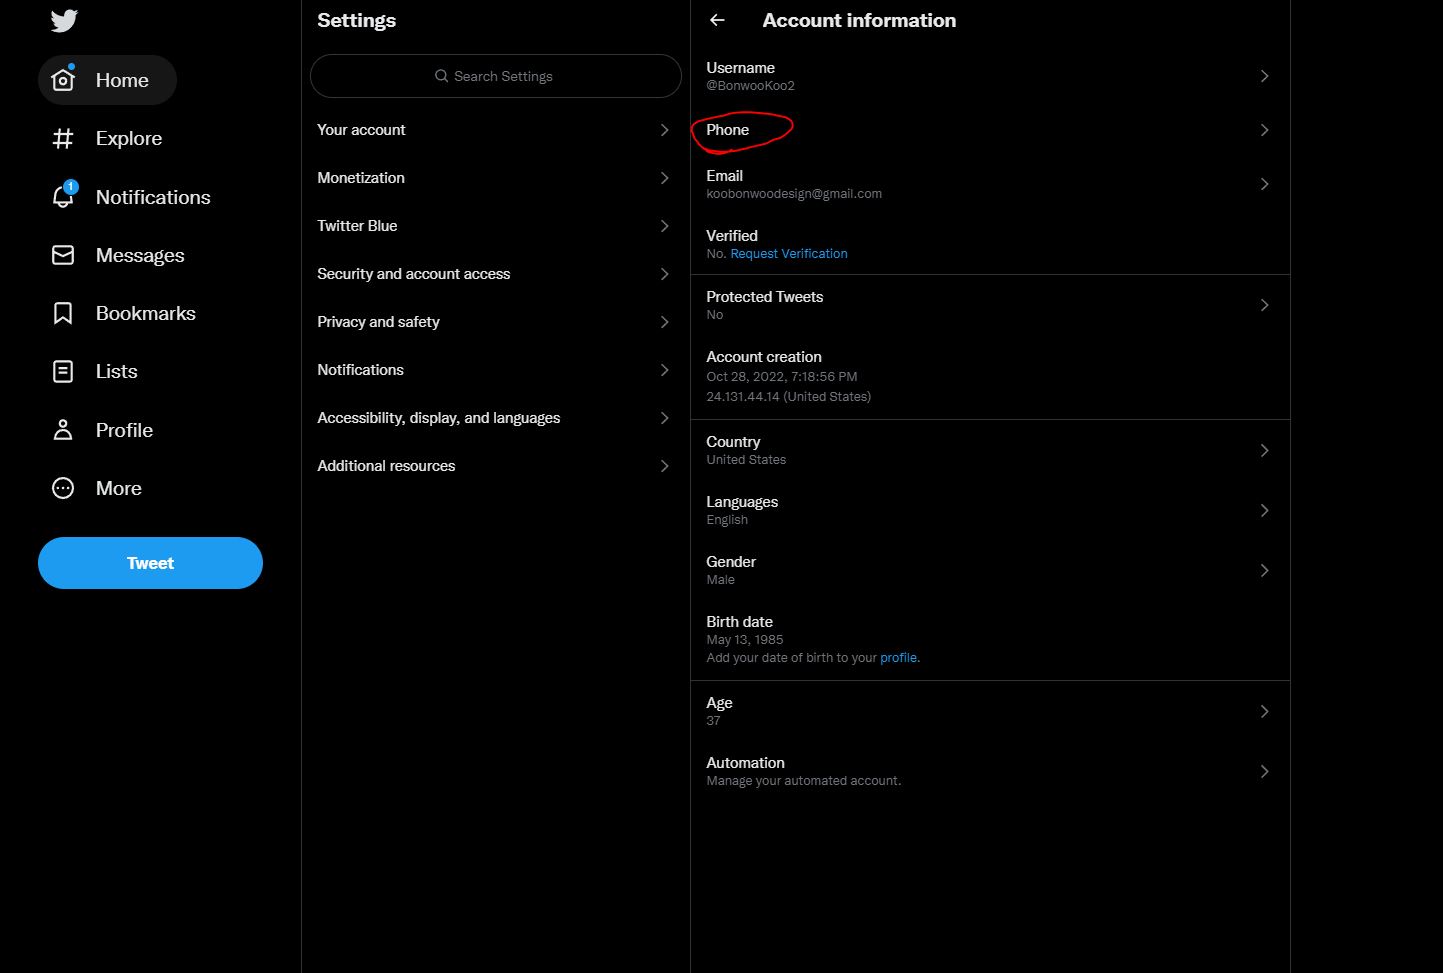 Home
Explore
1
Notifications
Messages
Bookmarks
Lists
Profile
More
Tweet
Settings
Search Settings
Your account
Monetization
Twitter Blue
Security and account access
Privacy and safety
Notifications
Accessibility, display, and languages
Additional resources
Account information
Username
@BonwooKoo2
Phone
Email
koobonwoodesign@gmail.com
Verified
No. Request Verification
Protected Tweets
No
Account creation
Oct 28, 2022, 7:18:56 PM
24.131.44.14 (United States)
Country
United States
Languages
English
Gender
Male
Birth date
May 13, 1985
Add your date of birth to your profile.
Age
37
Automation
Manage your automated account.